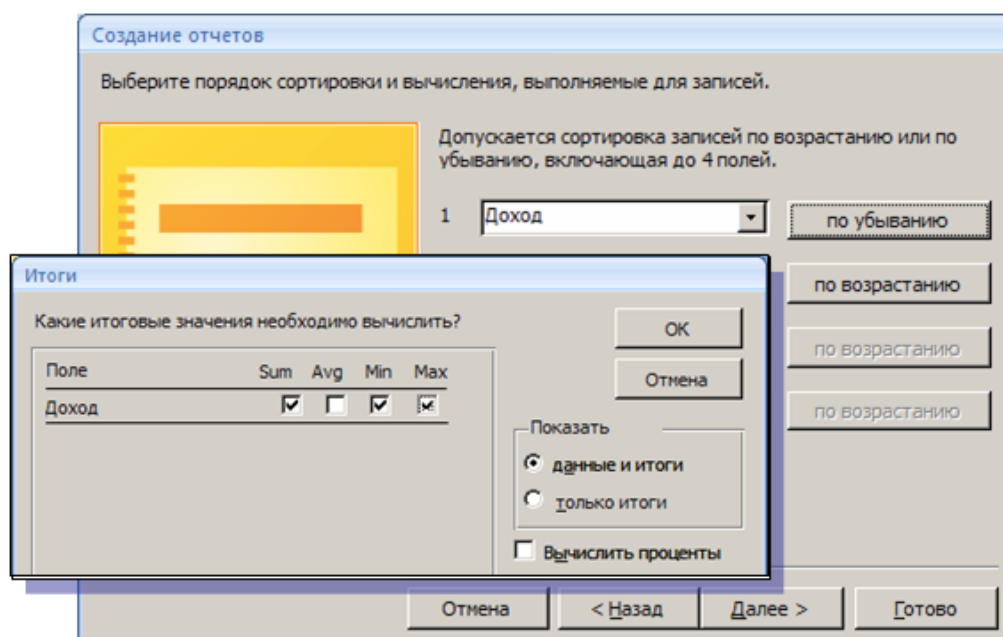 Создание отчетов
Выберите порядок сортировки и вычисления, выполняемые для записей.
Допускается сортировка записей по возрастанию или по
убыванию, включающая до 4 полей.
1 Доход по убыванию
по возрастанию
по возрастанию
по возрастанию
Итоги
Какие итоговые значения необходимо вычислить?
ОК
Отмена
Поле Sum Avg Min Max
Доход
Показать
данные и итоги
только итоги
Вычислить проценты
Отмена < Назад Далее > Готово